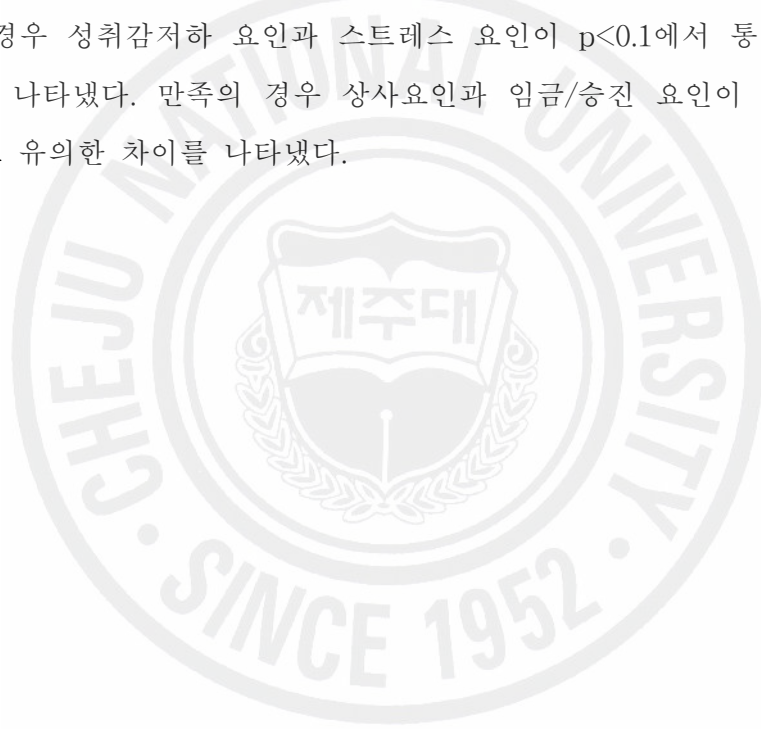 경우 성취감저하 요인과 스트레스 요인이 p<0.1에서 통
나타냈다. 만족의 경우 상사요인과 임금/승진 요인이
유의한 차이를 나타냈다.
CHEJU NATIONAL UNIVERSITY
제주대
SINCE 1952